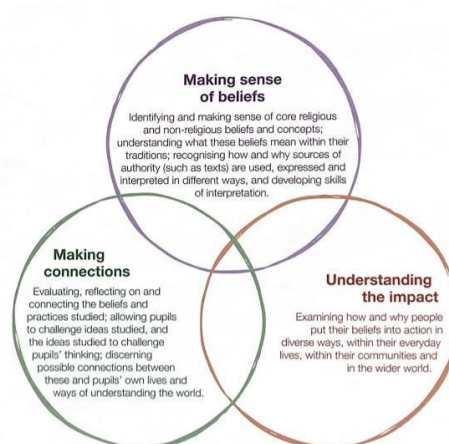 Making sense
of beliefs
Identifying and making sense of core religious
and non-religious beliefs and concepts;
understanding what these beliefs mean within their
traditions; recognising how and why sources of
authority (such as texts) are used, expressed and
interpreted in different ways, and developing skills
of interpretation.
Making
connections
Evaluating, reflecting on and
connecting the beliefs and
practices studied; allowing pupils
to challenge ideas studied, and
the ideas studied to challenge
pupils' thinking; discerning
possible connections between
these and pupils' own lives and
ways of understanding the world.
Understanding
the impact
Examining how and why people
put their beliefs into action in
diverse ways, within their everyday
lives, within their communities and
in the wider world.